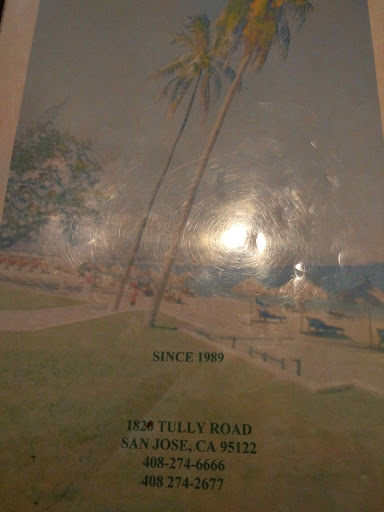 SINCE 1989
1820 TULLY ROAD
SAN JOSE, CA 95122
408-274-6666
408 274-2677